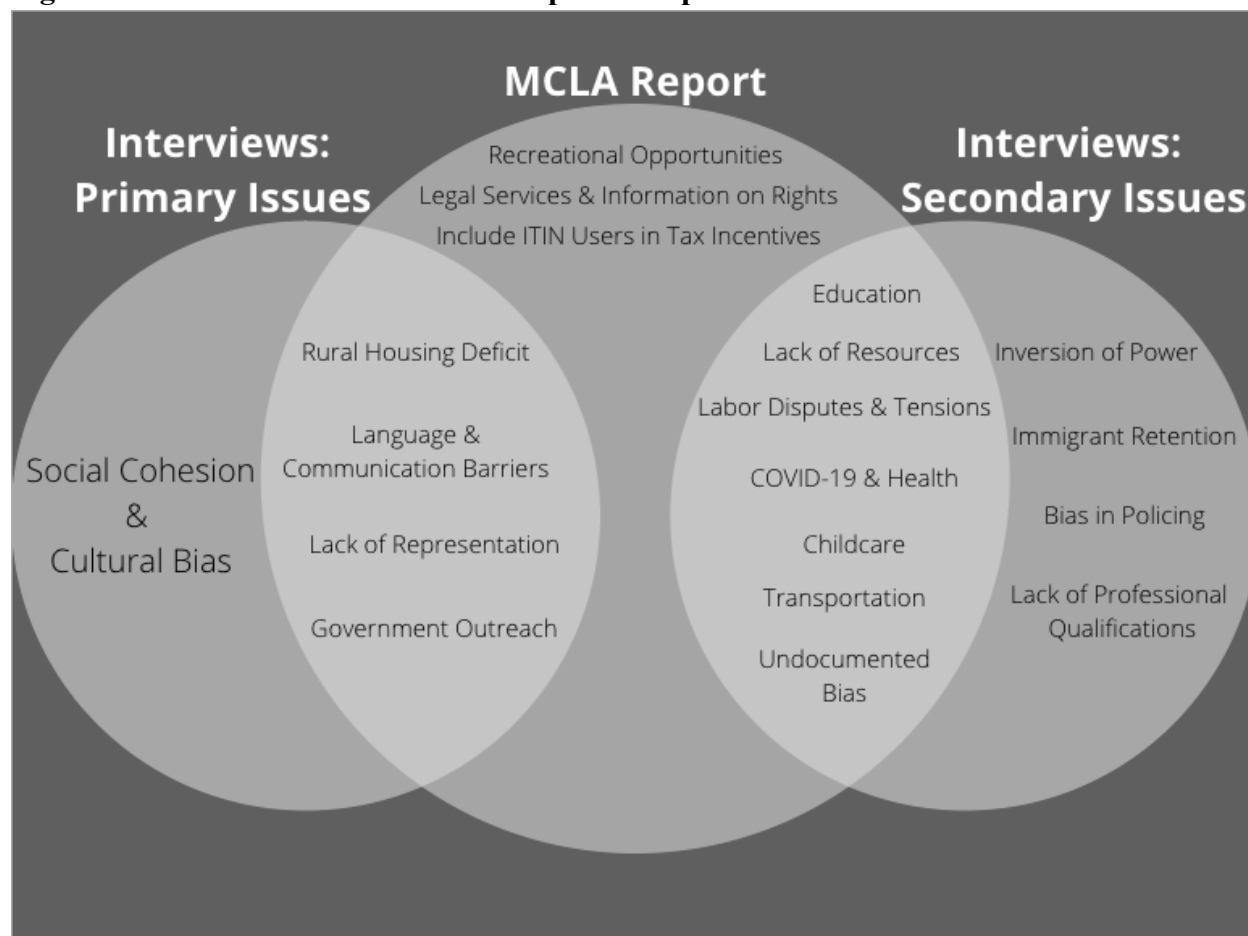 MCLA Report
Interviews:
Primary Issues
Interviews:
Secondary Issues
Recreational Opportunities
Legal Services & Information on Rights
Include ITIN Users in Tax Incentives
Social Cohesion
&
Cultural Bias
Rural Housing Deficit
Language &
Communication Barriers
Lack of Representation
Government Outreach
Education
Lack of Resources
Labor Disputes & Tensions
COVID-19 & Health
Childcare
Transportation
Undocumented
Bias
Inversion of Power
Immigrant Retention
Bias in Policing
Lack of Professional
Qualifications